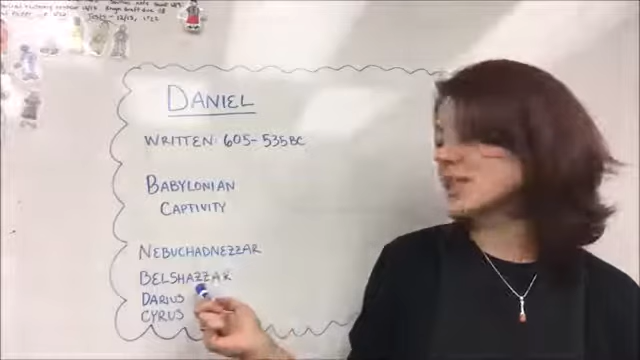 DANIEL
WRITTEN: 605-535BC
BABYLONIAN
CAPTIVITY
NEBUCHADNEZZAR
BELSHAZZAR
DARIUS
CYRUS